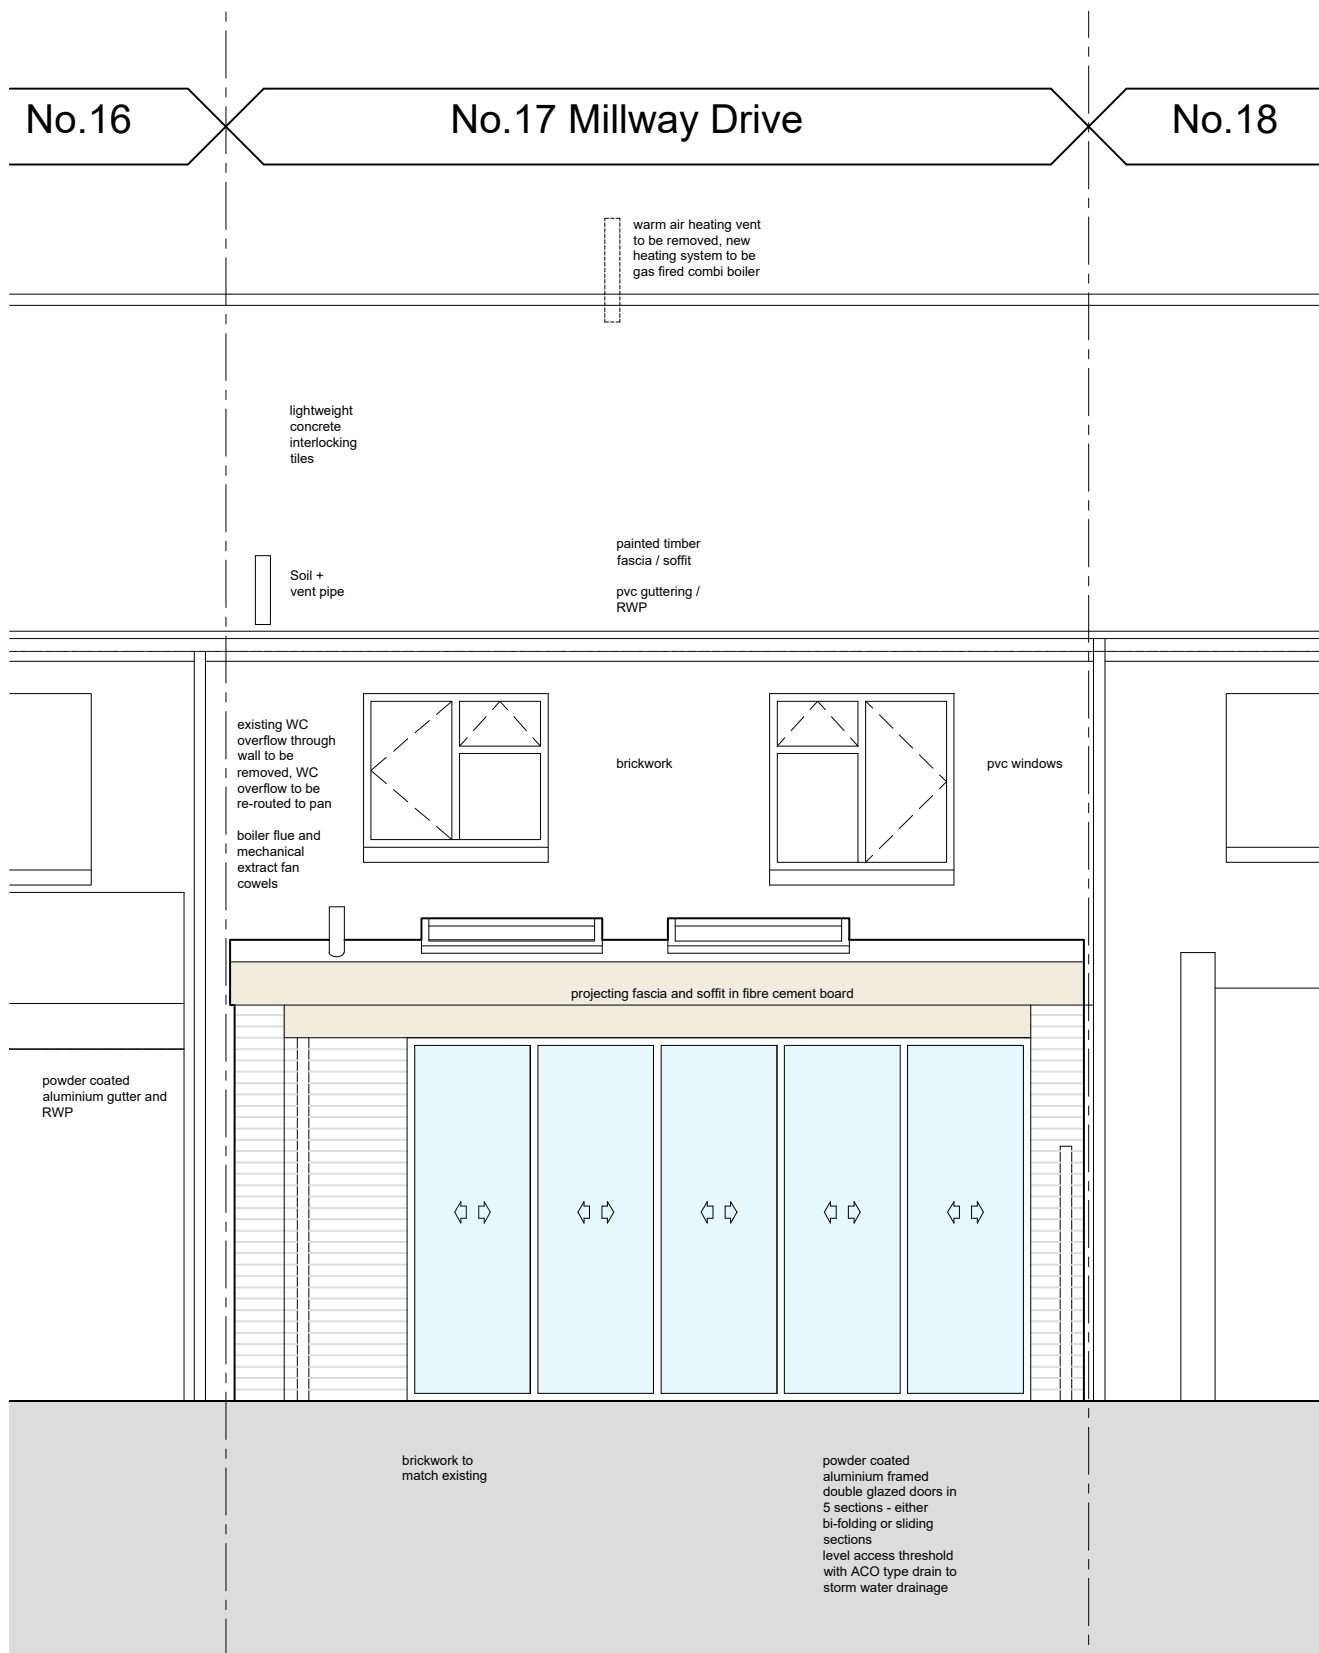 No.16
No.17 Millway Drive
No.18
warm air heating vent
to be removed, new
heating system to be
gas fired combi boiler
lightweight
concrete
interlocking
tiles
painted timber
fascia / soffit
pvc guttering /
RWP
Soil +
vent pipe
existing WC
overflow through
wall to be
removed, WC
overflow to be
re-routed to pan
boiler flue and
mechanical
extract fan
cowels
brickwork
pvc windows
projecting fascia and soffit in fibre cement board
powder coated
aluminium gutter and
RWP
brickwork to
match existing
powder coated
aluminium framed
double glazed doors in
5 sections - either
bi-folding or sliding
sections
level access threshold
with ACO type drain to
storm water drainage